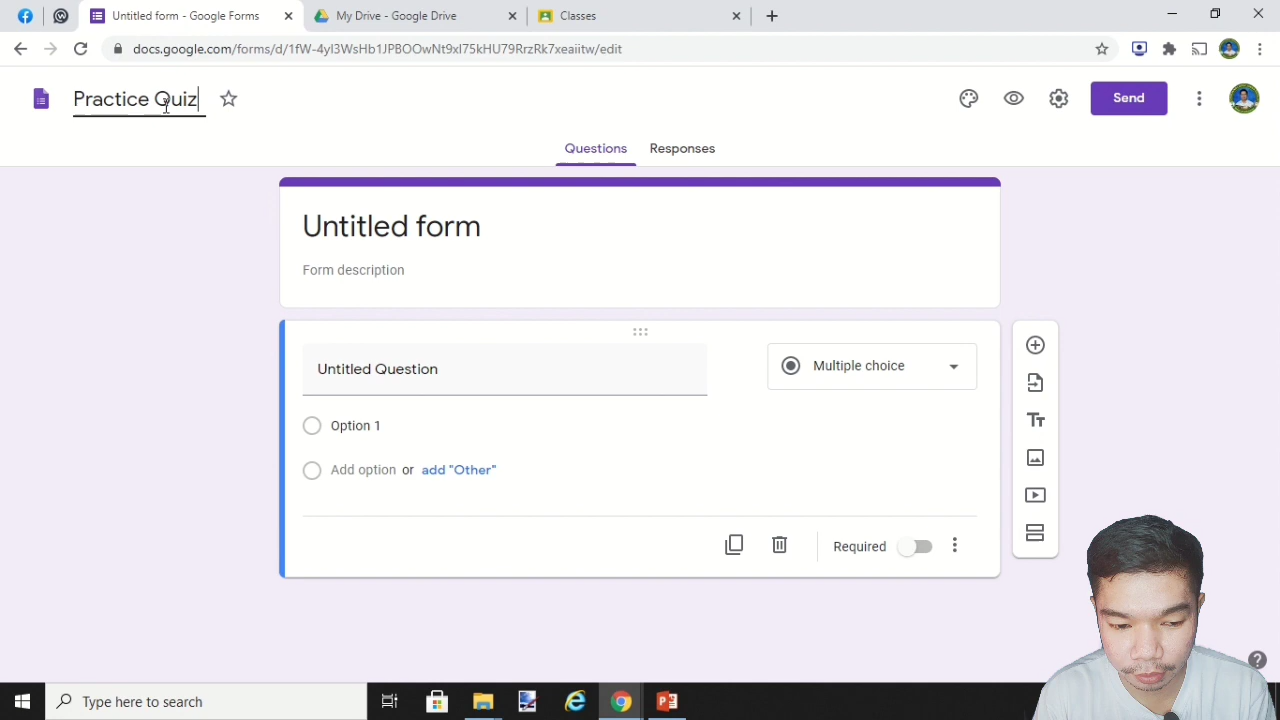 Untitled form - Google Forms
My Drive - Google Drive
Classes
docs.google.com/forms/d/1fW-4yl3WsHb1JPBOOwNt9xl75kHU79RrzRk7xeaiitw/edit
Practice Quiz
Send
Questions
Responses
Untitled form
Form description
Untitled Question
Multiple choice
Option 1
Add option or add "Other"
Required
Type here to search